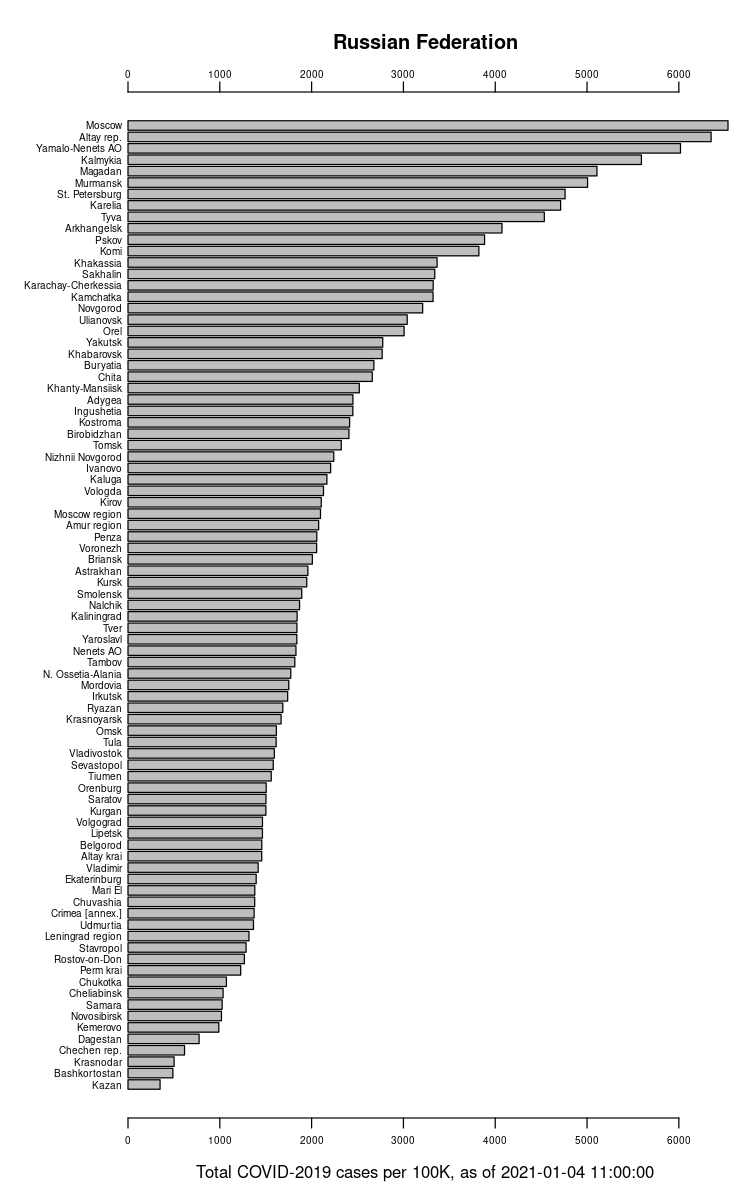 Russian Federation
0 1000 2000 3000 4000 5000 6000
Moscow
Altay rep.
Yamalo-Nenets AO
Kalmykia
Magadan
Murmansk
St. Petersburg
Karelia
Tyva
Arkhangelsk
Pskov
Komi
Khakassia
Sakhalin
Karachay-Cherkessia
Kamchatka
Novgorod
Ulianovsk
Orel
Yakutsk
Khabarovsk
Buryatia
Chita
Khanty-Mansiisk
Adygea
Ingushetia
Kostroma
Birobidzhan
Tomsk
Nizhnii Novgorod
Ivanovo
Kaluga
Vologda
Kirov
Moscow region
Amur region
Penza
Voronezh
Briansk
Astrakhan
Kursk
Smolensk
Nalchik
Kaliningrad
Tver
Yaroslavl
Nenets AO
Tambov
N. Ossetia-Alania
Mordovia
Irkutsk
Ryazan
Krasnoyarsk
Omsk
Tula
Vladivostok
Sevastopol
Tiumen
Orenburg
Saratov
Kurgan
Volgograd
Lipetsk
Belgorod
Altay krai
Vladimir
Ekaterinburg
Mari El
Chuvashia
Crimea [annex.]
Udmurtia
Leningrad region
Stavropol
Rostov-on-Don
Perm krai
Chukotka
Cheliabinsk
Samara
Novosibirsk
Kemerovo
Dagestan
Chechen rep.
Krasnodar
Bashkortostan
Kazan
0 1000 2000 3000 4000 5000 6000
Total COVID-2019 cases per 100K, as of 2021-01-04 11:00:00